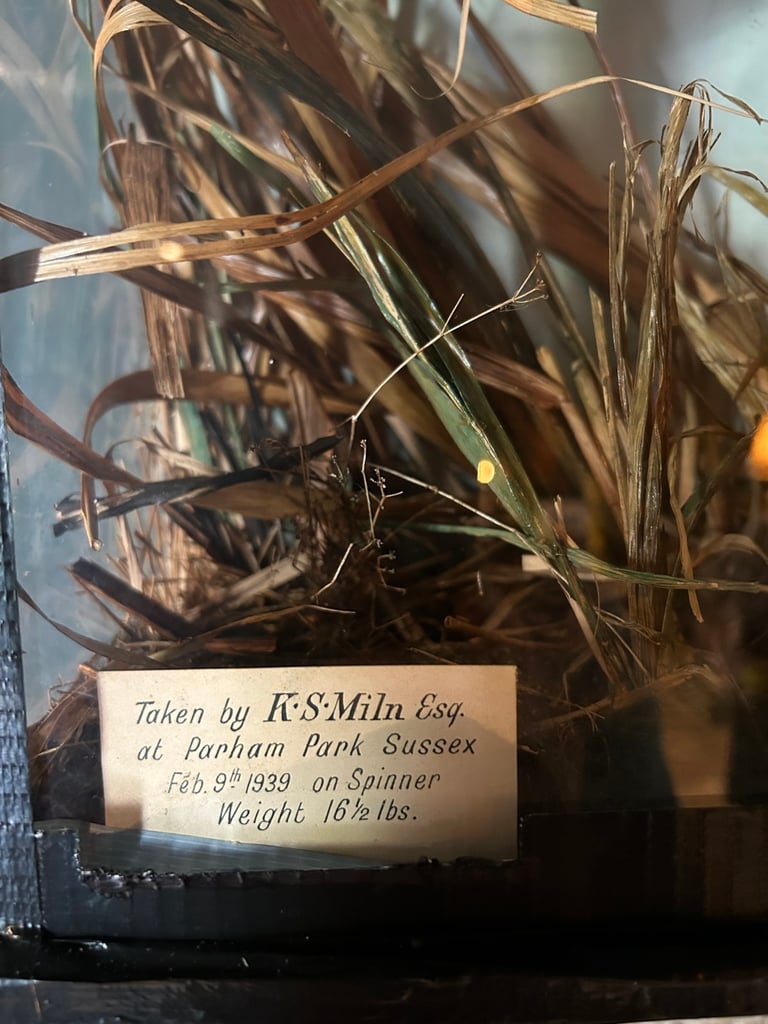 Taken by K·S·Miln Esq.
at Parham Park Sussex
Feb. 9th 1939 on Spinner
Weight 16½ lbs.